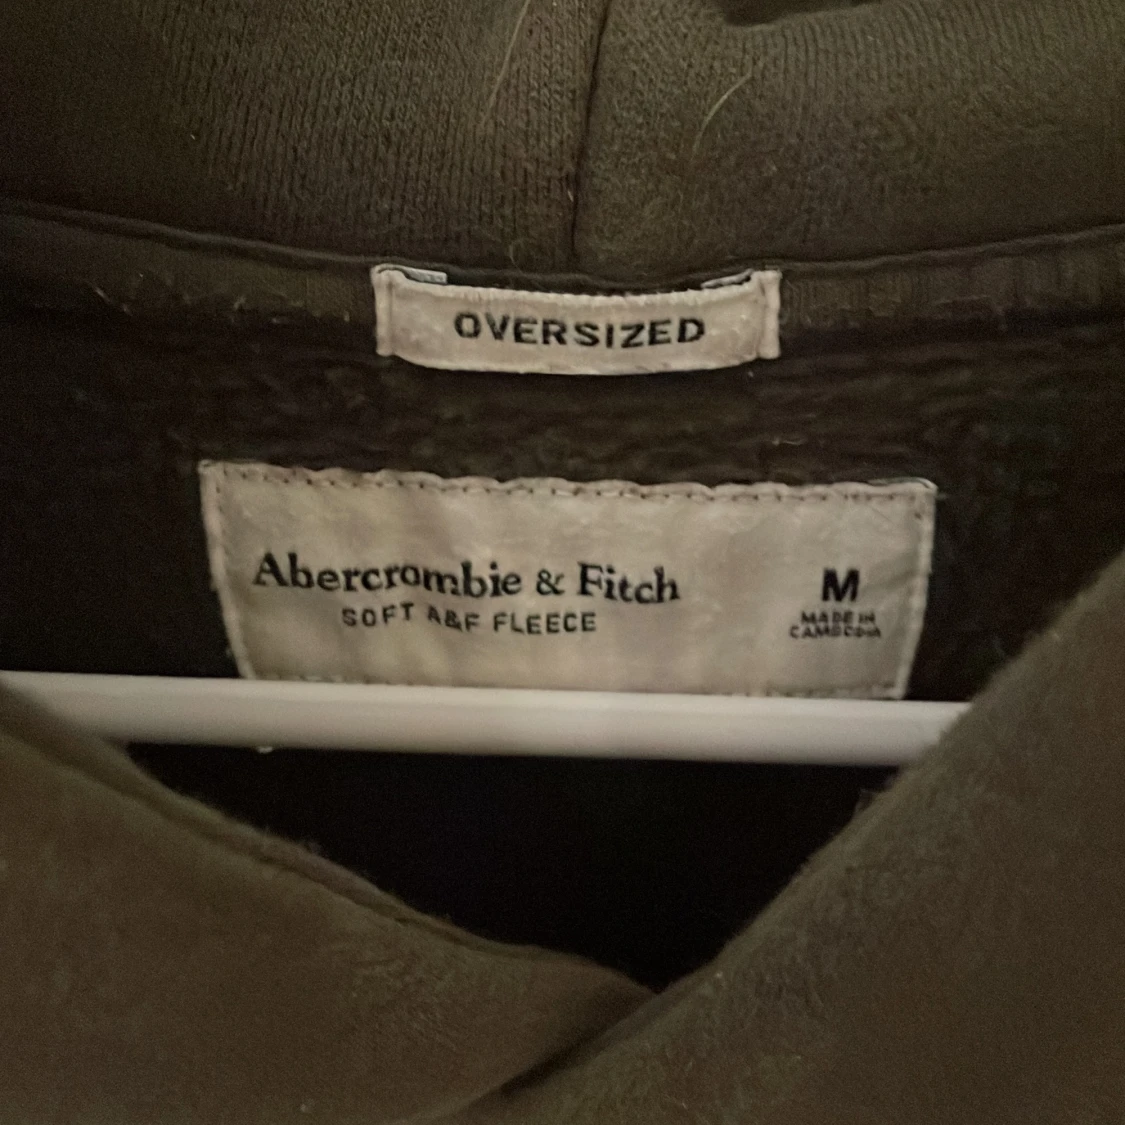 OVERSIZED
Abercrombie & Fitch
SOFT A&F FLEECE
M
MADE IN
CAMBODIA